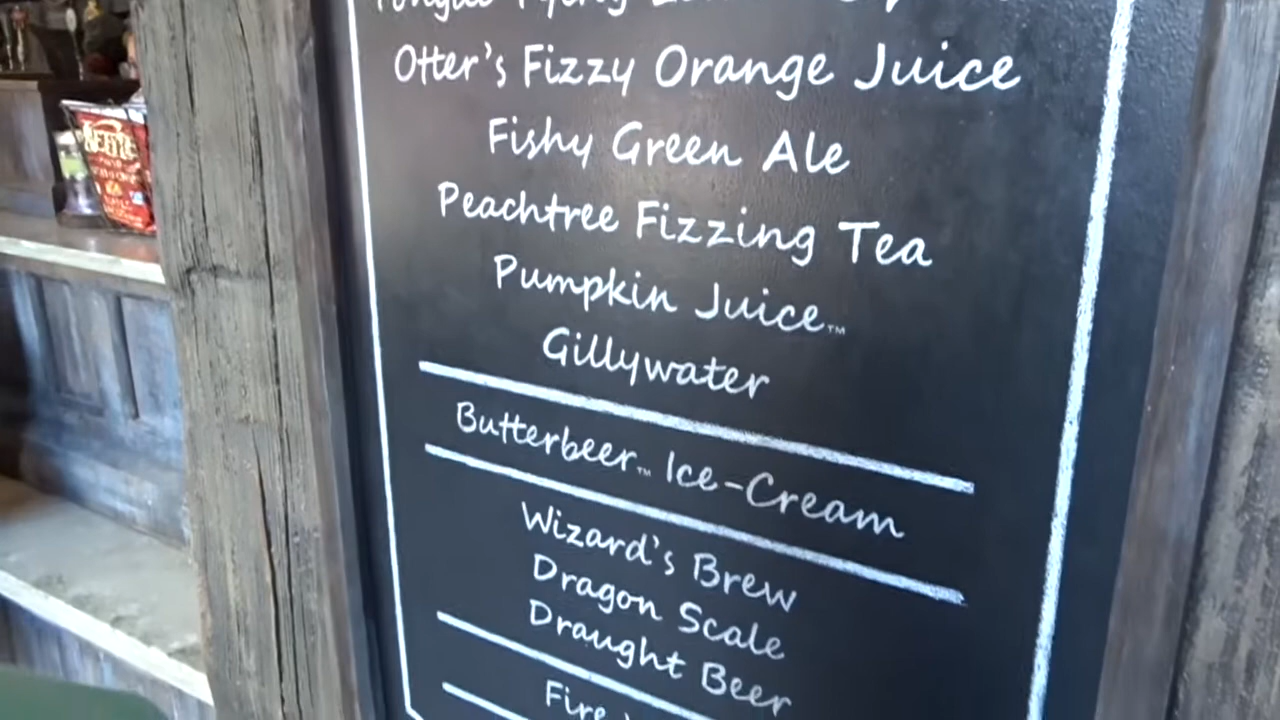 Otter's Fizzy Orange Juice
Fishy Green Ale
Peachtree Fizzing Tea
Pumpkin Juice™
Gillywater
Butterbeer™ Ice-Cream
Wizard's Brew
Dragon Scale
Draught Beer
Fire
KETTLE